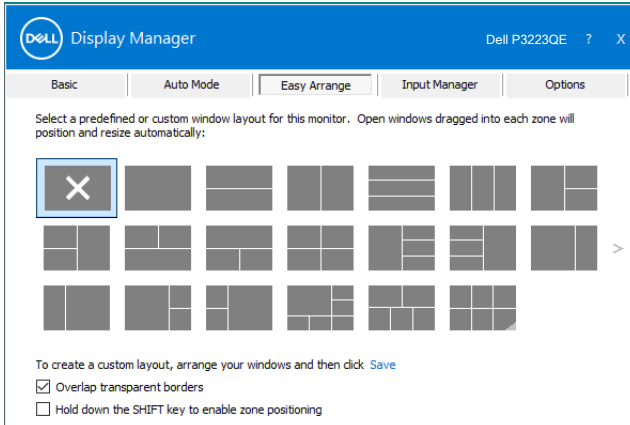 DELL Display Manager Dell P3223QE ? X
Basic Auto Mode Easy Arrange Input Manager Options
Select a predefined or custom window layout for this monitor. Open windows dragged into each zone will
position and resize automatically:
>
To create a custom layout, arrange your windows and then click Save
Overlap transparent borders
Hold down the SHIFT key to enable zone positioning